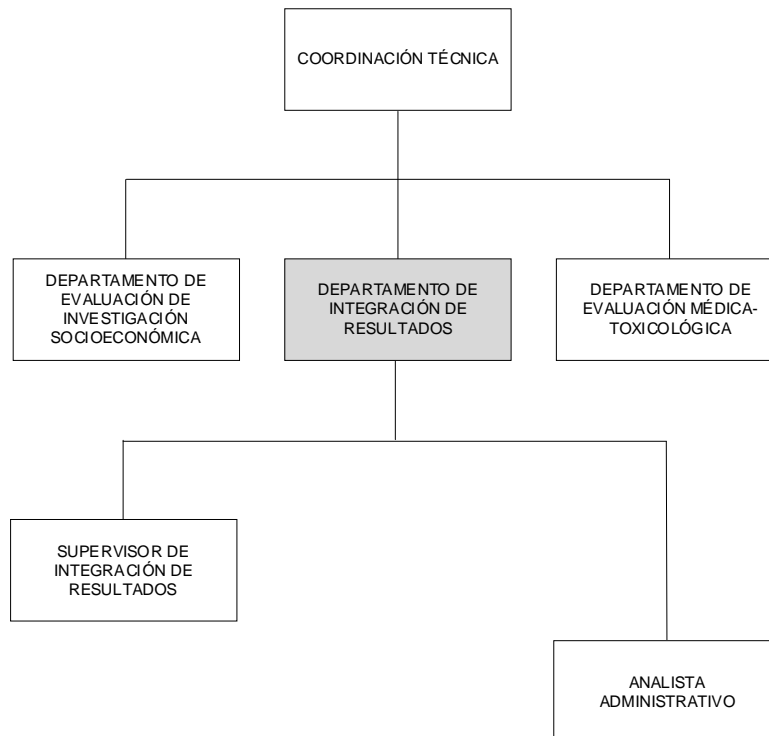 COORDINACIÓN TÉCNICA
DEPARTAMENTO DE
EVALUACIÓN DE
INVESTIGACIÓN
SOCIOECONÓMICA
DEPARTAMENTO DE
INTEGRACIÓN DE
RESULTADOS
DEPARTAMENTO DE
EVALUACIÓN MÉDICA-
TOXICOLÓGICA
SUPERVISOR DE
INTEGRACIÓN DE
RESULTADOS
ANALISTA
ADMINISTRATIVO